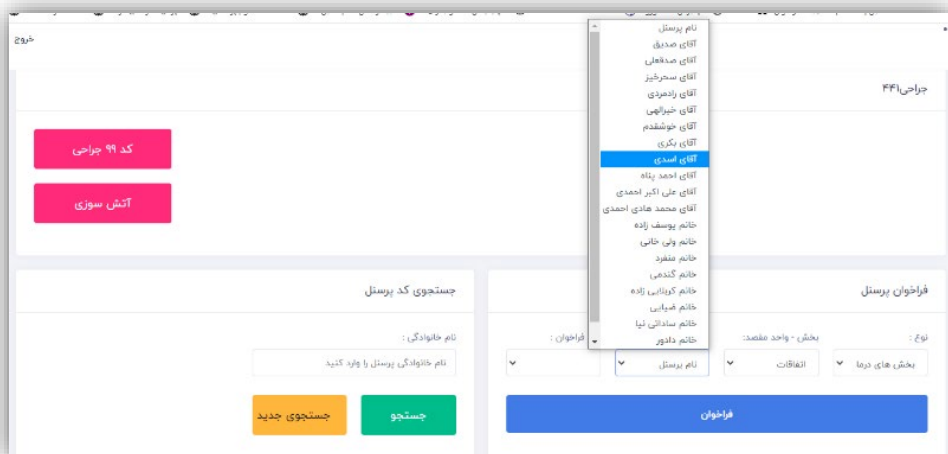 خروج
جراحی۴۴۱
کد ۹۹ جراحی
آتش سوزی
نام پرسنل
آقای صدیق
آقای صدقعلی
آقای سحرخیز
آقای رادمردی
آقای خیرالهی
آقای خوشقدم
آقای بکری
آقای اسدی
آقای احمد پناه
آقای علی اکبر احمدی
آقای محمد هادی احمدی
خانم یوسف زاده
خانم ولی خانی
خانم منفرد
خانم گندمی
خانم کربلایی زاده
خانم ضیایی
خانم ساداتی نیا
خانم دادور
فراخوان پرسنل
نوع :
بخش - واحد مقصد:
فراخوان :
بخش های درما
اتفاقات
نام پرسنل
فراخوان
جستجوی کد پرسنل
نام خانوادگی :
نام خانوادگی پرسنل را وارد کنید
جستجو
جستجوی جدید